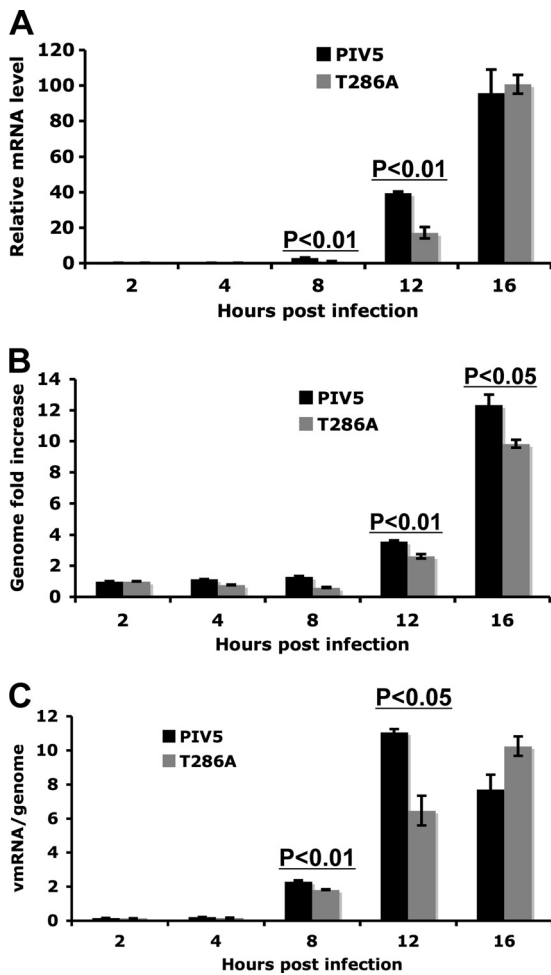 A
PIV5
T286A
Relative mRNA level
120
100
80
60
40
20
0
P<0.01
P<0.01
2 4 8 12 16
Hours post infection
B
PIV5
T286A
Genome fold increase
14
12
10
8
6
4
2
0
P<0.01
P<0.05
2 4 8 12 16
Hours post infection
C
PIV5
T286A
vmRNA/genome
12
10
8
6
4
2
0
P<0.01
P<0.05
2 4 8 12 16
Hours post infection